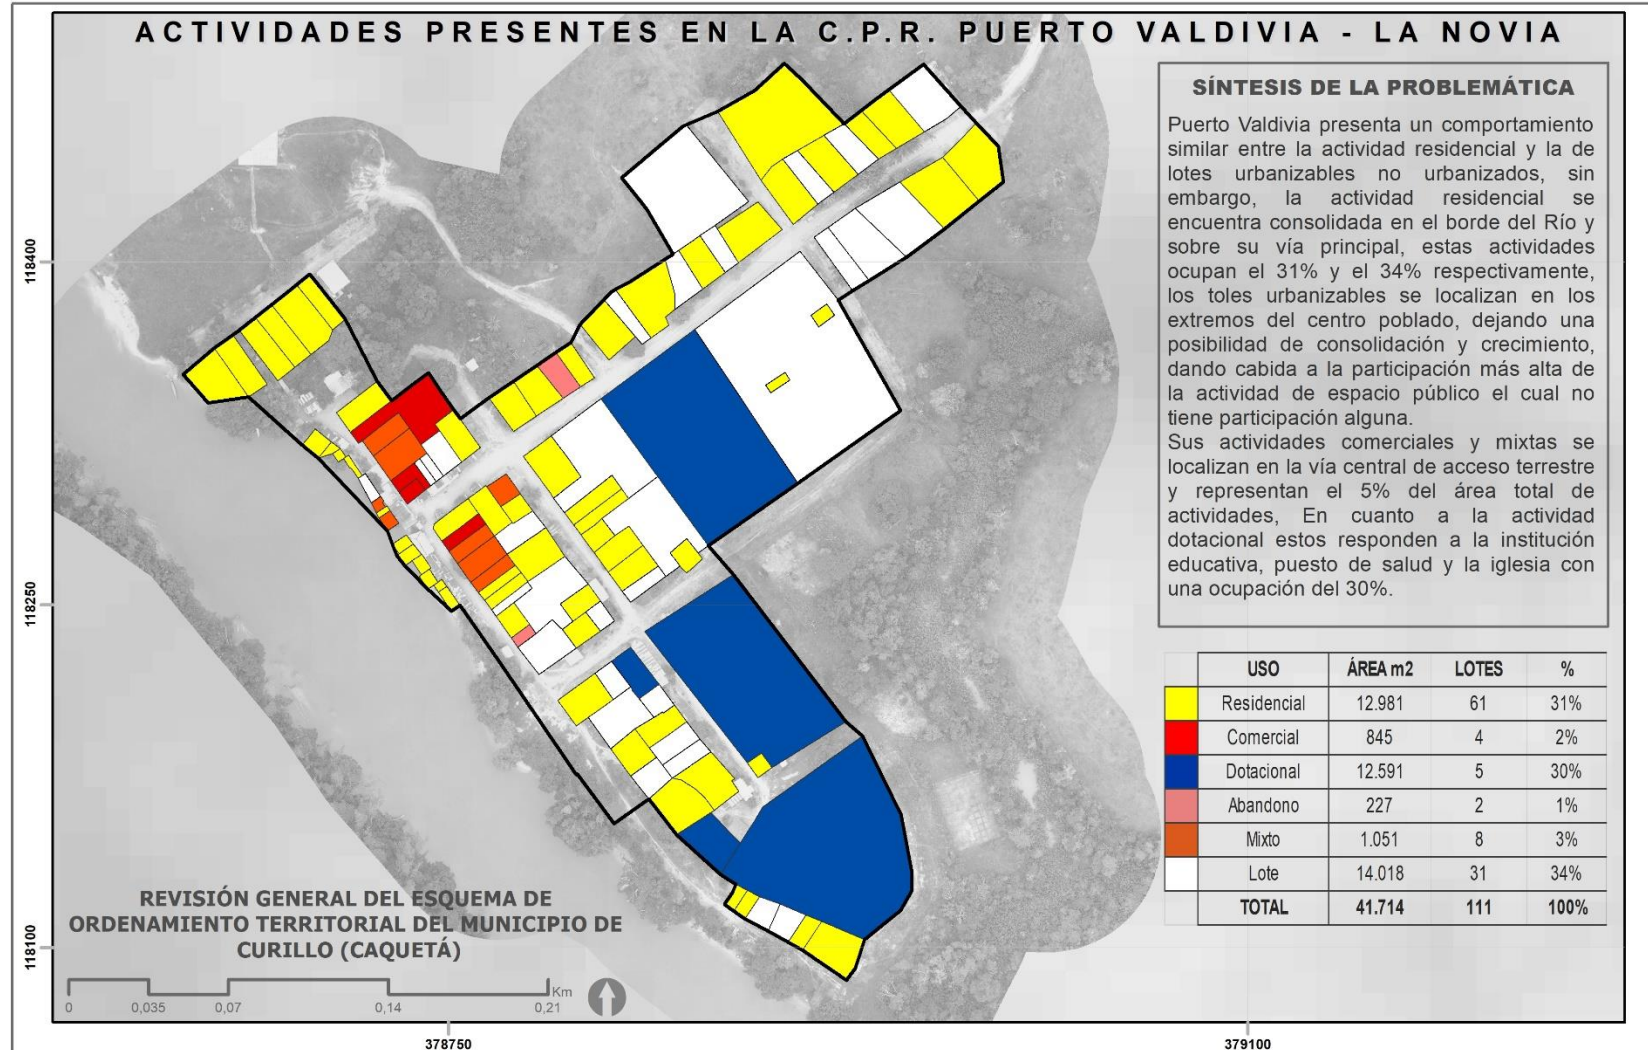 ACTIVIDADES PRESENTES EN LA C.P.R. PUERTO VALDIVIA - LA NOVIA
SÍNTESIS DE LA PROBLEMÁTICA
Puerto Valdivia presenta un comportamiento
similar entre la actividad residencial y la de
lotes urbanizables no urbanizados, sin
embargo, la actividad residencial se
encuentra consolidada en el borde del Río y
sobre su vía principal, estas actividades
ocupan el 31% y el 34% respectivamente,
los toles urbanizables se localizan en los
extremos del centro poblado, dejando una
posibilidad de consolidación y crecimiento,
dando cabida a la participación más alta de
la actividad de espacio público el cual no
tiene participación alguna.
Sus actividades comerciales y mixtas se
localizan en la vía central de acceso terrestre
y representan el 5% del área total de
actividades, En cuanto a la actividad
dotacional estos responden a la institución
educativa, puesto de salud y la iglesia con
una ocupación del 30%.
USO ÁREA m2 LOTES %
Residencial 12.981 61 31%
Comercial 845 4 2%
Dotacional 12.591 5 30%
Abandono 227 2 1%
Mixto 1.051 8 3%
Lote 14.018 31 34%
TOTAL 41.714 111 100%
REVISIÓN GENERAL DEL ESQUEMA DE
ORDENAMIENTO TERRITORIAL DEL MUNICIPIO DE
CURILLO (CAQUETÁ)
0 0,035 0,07 0,14 0,21 Km
1118400
1118250
1118100
378750 379100